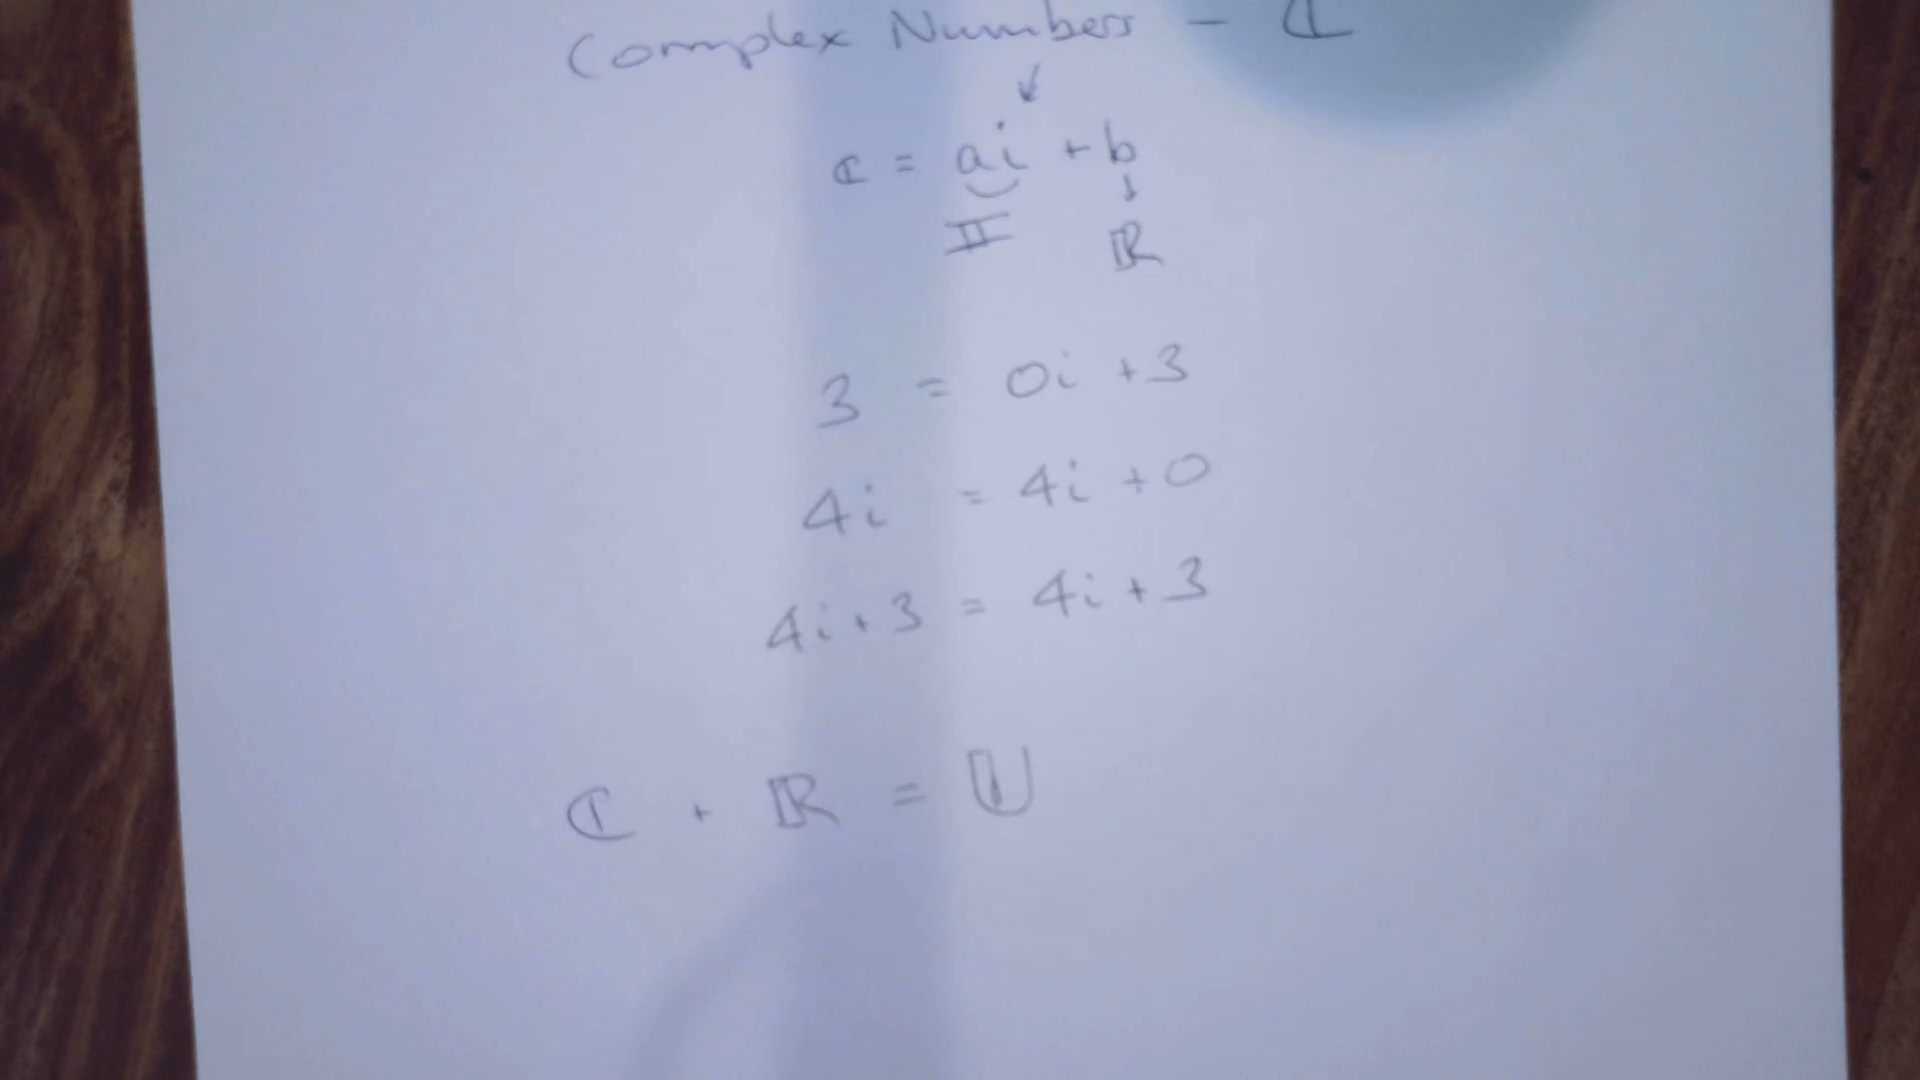 Complex Numbers - ℂ
↙
ℂ = ai + b
↓
𝕀 ℝ
3 = 0i + 3
4i = 4i + 0
4i + 3 = 4i + 3
ℂ + ℝ = 𝕌